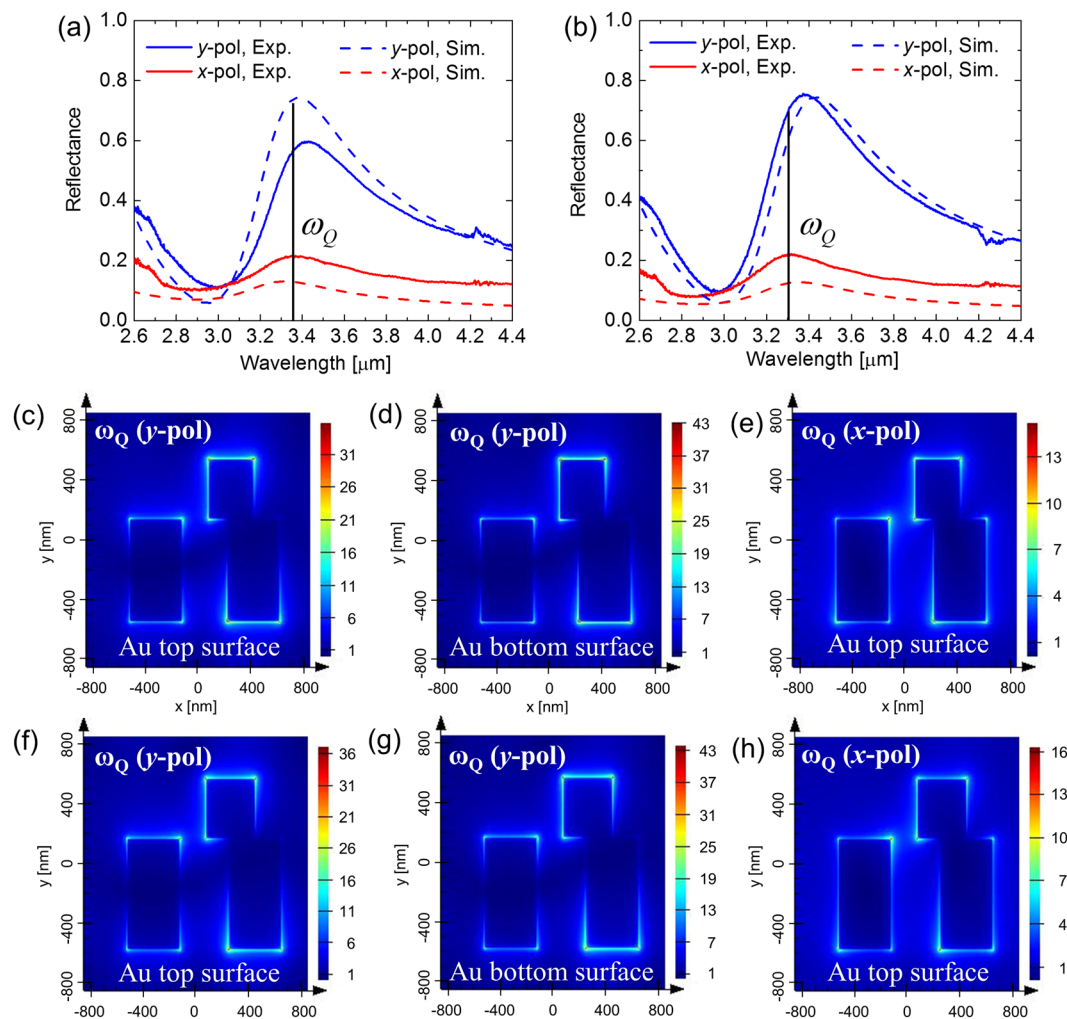 (a)
1.0
0.8
0.6
0.4
0.2
0.0
Reflectance
y-pol, Exp.
y-pol, Sim.
x-pol, Exp.
x-pol, Sim.
ω_Q
2.6 2.8 3.0 3.2 3.4 3.6 3.8 4.0 4.2 4.4
Wavelength [μm]
(b)
1.0
0.8
0.6
0.4
0.2
0.0
Reflectance
y-pol, Exp.
y-pol, Sim.
x-pol, Exp.
x-pol, Sim.
ω_Q
2.6 2.8 3.0 3.2 3.4 3.6 3.8 4.0 4.2 4.4
Wavelength [μm]
(c)
800
400
0
-400
-800
y [nm]
ω_Q (y-pol)
Au top surface
31
26
21
16
11
6
1
-800 -400 0 400 800
x [nm]
(d)
800
400
0
-400
-800
y [nm]
ω_Q (y-pol)
Au bottom surface
43
37
31
25
19
13
7
1
-800 -400 0 400 800
x [nm]
(e)
800
400
0
-400
-800
y [nm]
ω_Q (x-pol)
Au top surface
13
10
7
4
1
-800 -400 0 400 800
x [nm]
(f)
800
400
0
-400
-800
y [nm]
ω_Q (y-pol)
Au top surface
36
31
26
21
16
11
6
1
-800 -400 0 400 800
(g)
800
400
0
-400
-800
y [nm]
ω_Q (y-pol)
Au bottom surface
43
37
31
25
19
13
7
1
-800 -400 0 400 800
(h)
800
400
0
-400
-800
y [nm]
ω_Q (x-pol)
Au top surface
16
13
10
7
4
1
-800 -400 0 400 800